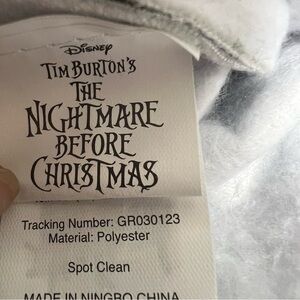 Disney
TIM BURTON'S
THE
NIGHTMARE
BEFORE
CHRISTMAS
Tracking Number: GR030123
Material: Polyester
Spot Clean
MADE IN NINGBO CHINA